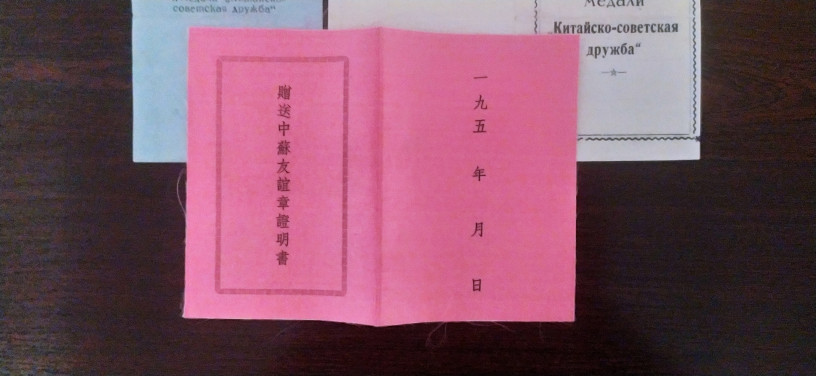 советская дружба"
Медали
„Китайско-советская
дружба"
贈送中蘇友誼章證明書
一九五 年 月 日